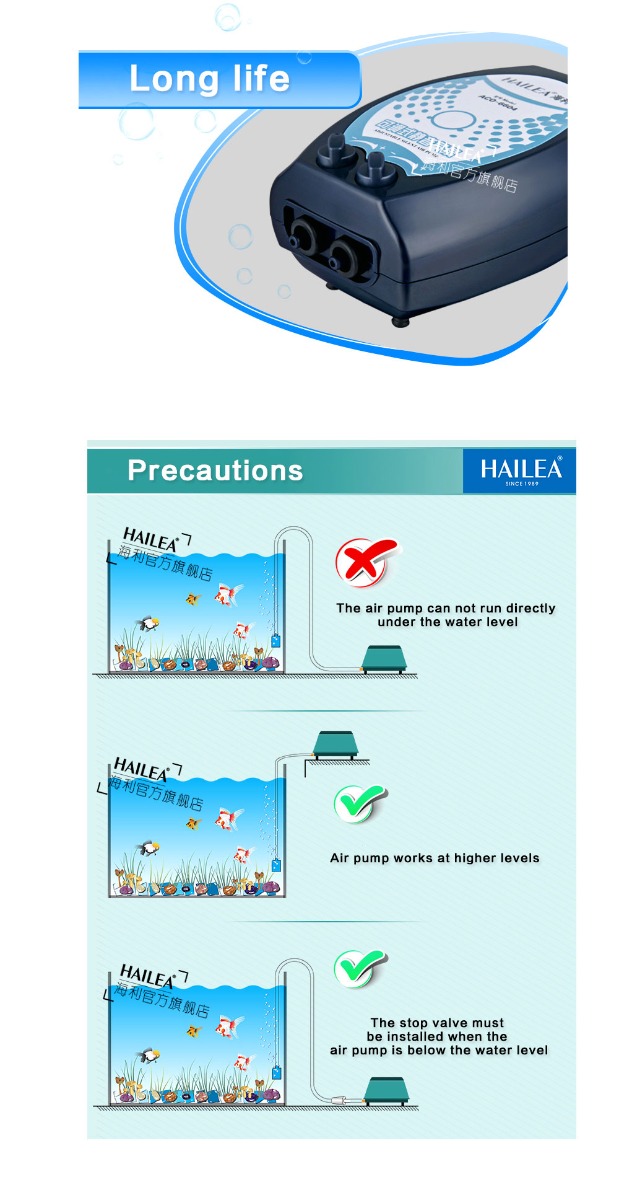 Long life
HAILEA
ACO-6604
HAILEA
海利官方旗舰店
Precautions
HAILEA®
SINCE 1989
HAILEA®
海利官方旗舰店
The air pump can not run directly
under the water level
HAILEA®
海利官方旗舰店
Air pump works at higher levels
HAILEA®
海利官方旗舰店
The stop valve must
be installed when the
air pump is below the water level